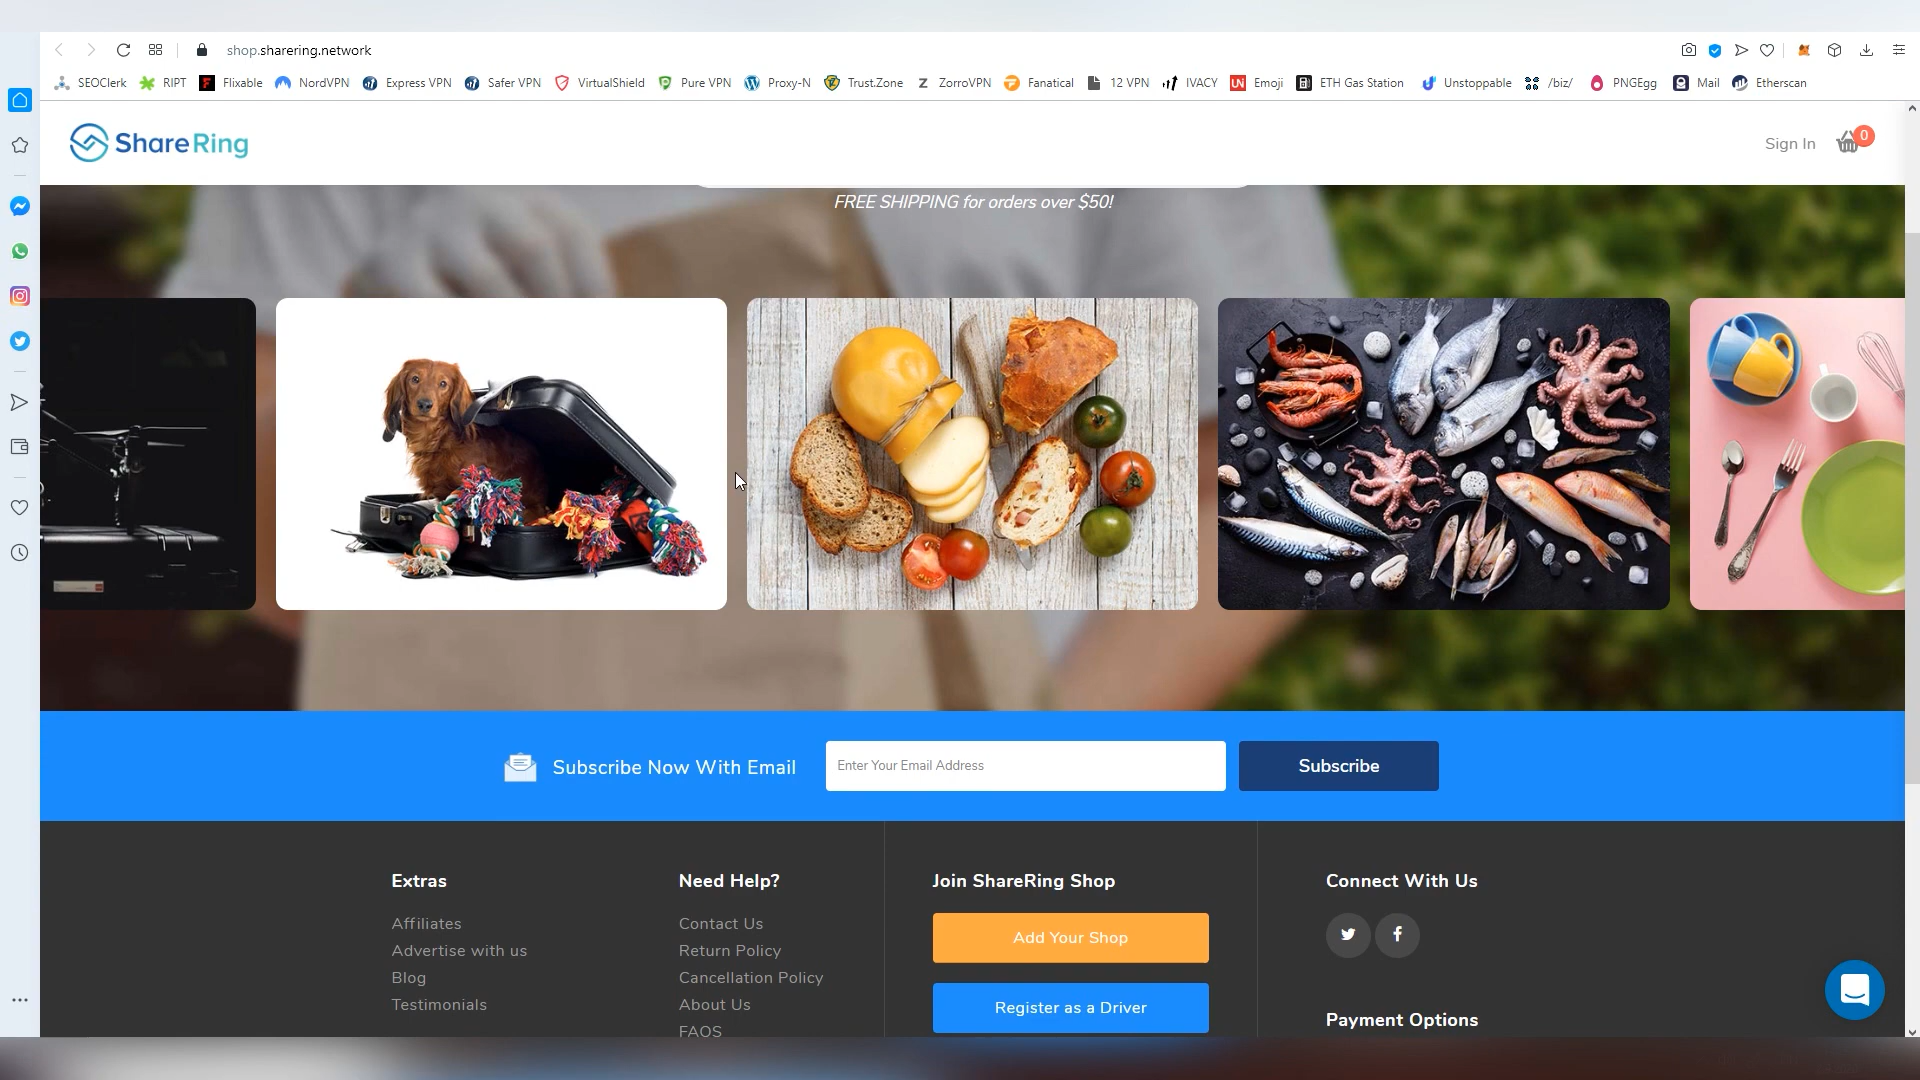 shop.sharering.network
SEOClerk RIPT Flixable NordVPN Express VPN Safer VPN VirtualShield Pure VPN Proxy-N Trust.Zone ZorroVPN Fanatical 12 VPN IVACY Emoji ETH Gas Station Unstoppable /biz/ PNGEgg Mail Etherscan
ShareRing
Sign In
0
FREE SHIPPING for orders over $50!
Subscribe Now With Email
Enter Your Email Address
Subscribe
Extras
Affiliates
Advertise with us
Blog
Testimonials
Need Help?
Contact Us
Return Policy
Cancellation Policy
About Us
FAQS
Join ShareRing Shop
Add Your Shop
Register as a Driver
Connect With Us
Payment Options